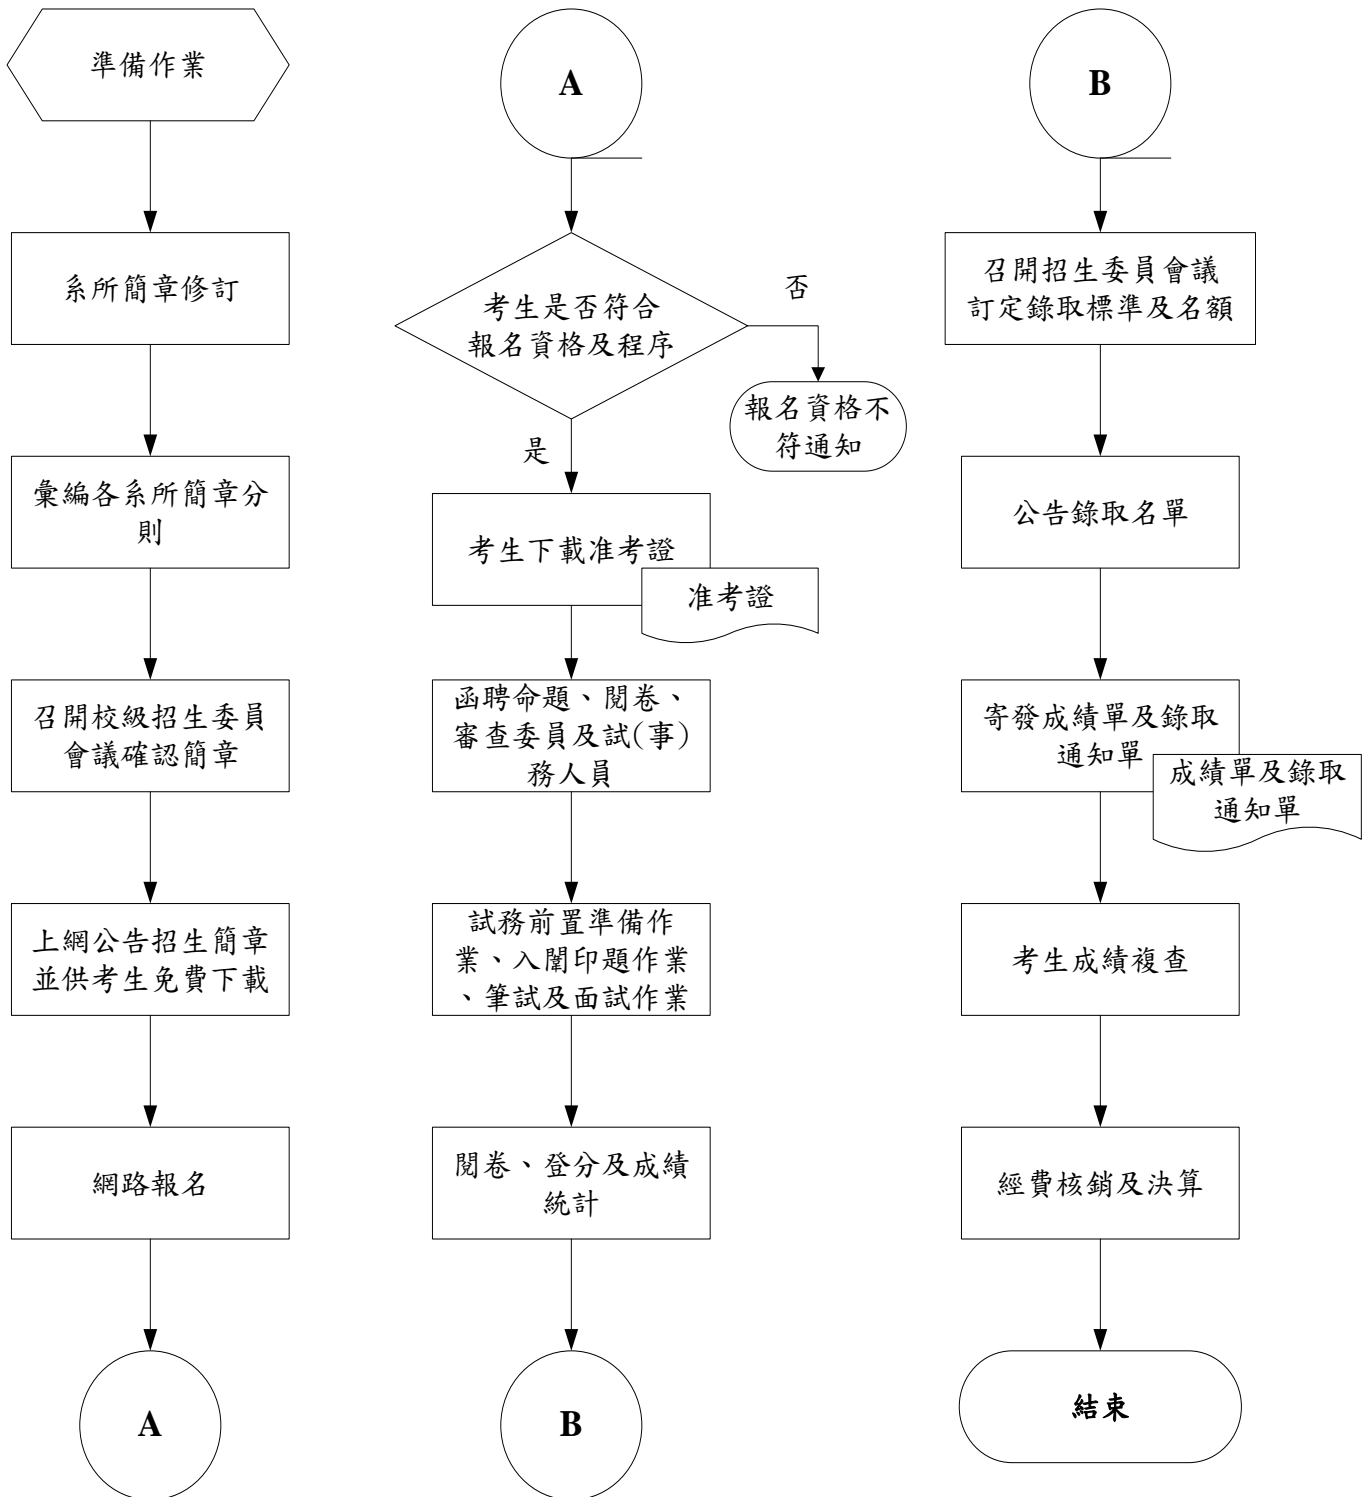 準備作業
系所簡章修訂
彙編各系所簡章分
則
召開校級招生委員
會議確認簡章
上網公告招生簡章
並供考生免費下載
網路報名
A
A
考生是否符合
報名資格及程序
否
報名資格不
符通知
是
考生下載准考證
准考證
函聘命題、閱卷、
審查委員及試(事)
務人員
試務前置準備作
業、入闈印題作業
、筆試及面試作業
閱卷、登分及成績
統計
B
B
召開招生委員會議
訂定錄取標準及名額
公告錄取名單
寄發成績單及錄取
通知單
成績單及錄取
通知單
考生成績複查
經費核銷及決算
結束